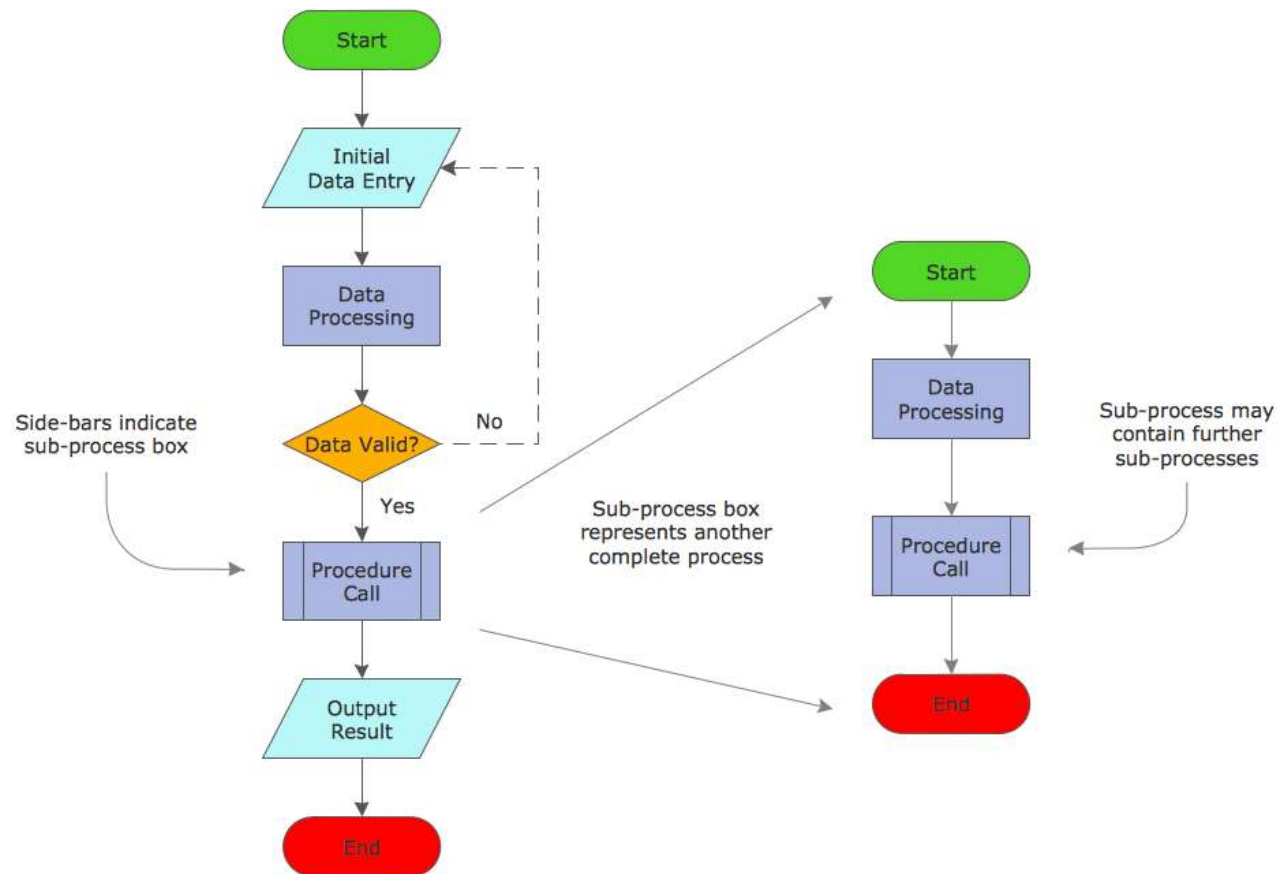 Start
Initial
Data Entry
Data
Processing
Data Valid?
No
Yes
Side-bars indicate
sub-process box
Procedure
Call
Output
Result
End
Sub-process box
represents another
complete process
Start
Data
Processing
Procedure
Call
End
Sub-process may
contain further
sub-processes